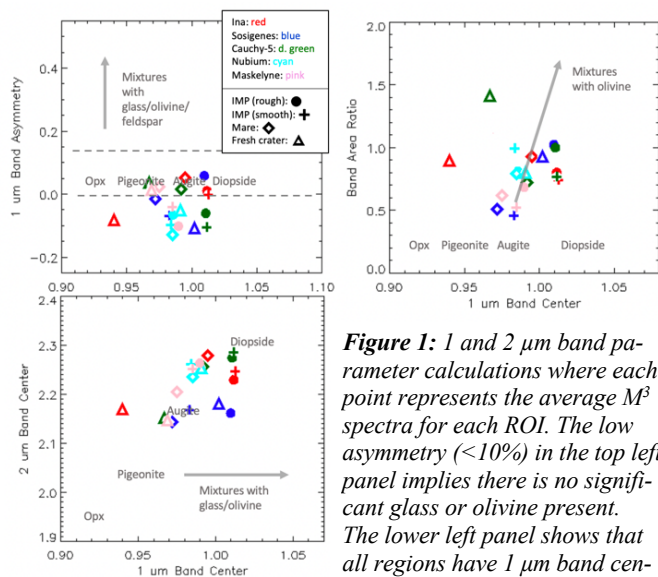 Ina: red
Sosigenes: blue
Cauchy-5: d. green
Nubium: cyan
Maskelyne: pink
IMP (rough):
IMP (smooth):
Mare:
Fresh crater:
1 um Band Asymmetry
0.4
0.2
0.0
-0.2
Mixtures
with
glass/olivine/
feldspar
Opx Pigeonite Augite Diopside
0.90 0.95 1.00 1.05 1.10
1 um Band Center
Band Area Ratio
2.0
1.5
1.0
0.5
0.0
Mixtures
with olivine
Opx Pigeonite Augite Diopside
0.90 0.95 1.00 1.05
1 um Band Center
2 um Band Center
2.4
2.3
2.2
2.1
2.0
1.9
Diopside
Augite
Pigeonite
Mixtures with
glass/olivine
Opx
0.90 0.95 1.00 1.05
1 um Band Center
Figure 1: 1 and 2 μm band pa-
rameter calculations where each
point represents the average M³
spectra for each ROI. The low
asymmetry (<10%) in the top left
panel implies there is no signifi-
cant glass or olivine present.
The lower left panel shows that
all regions have 1 μm band cen-